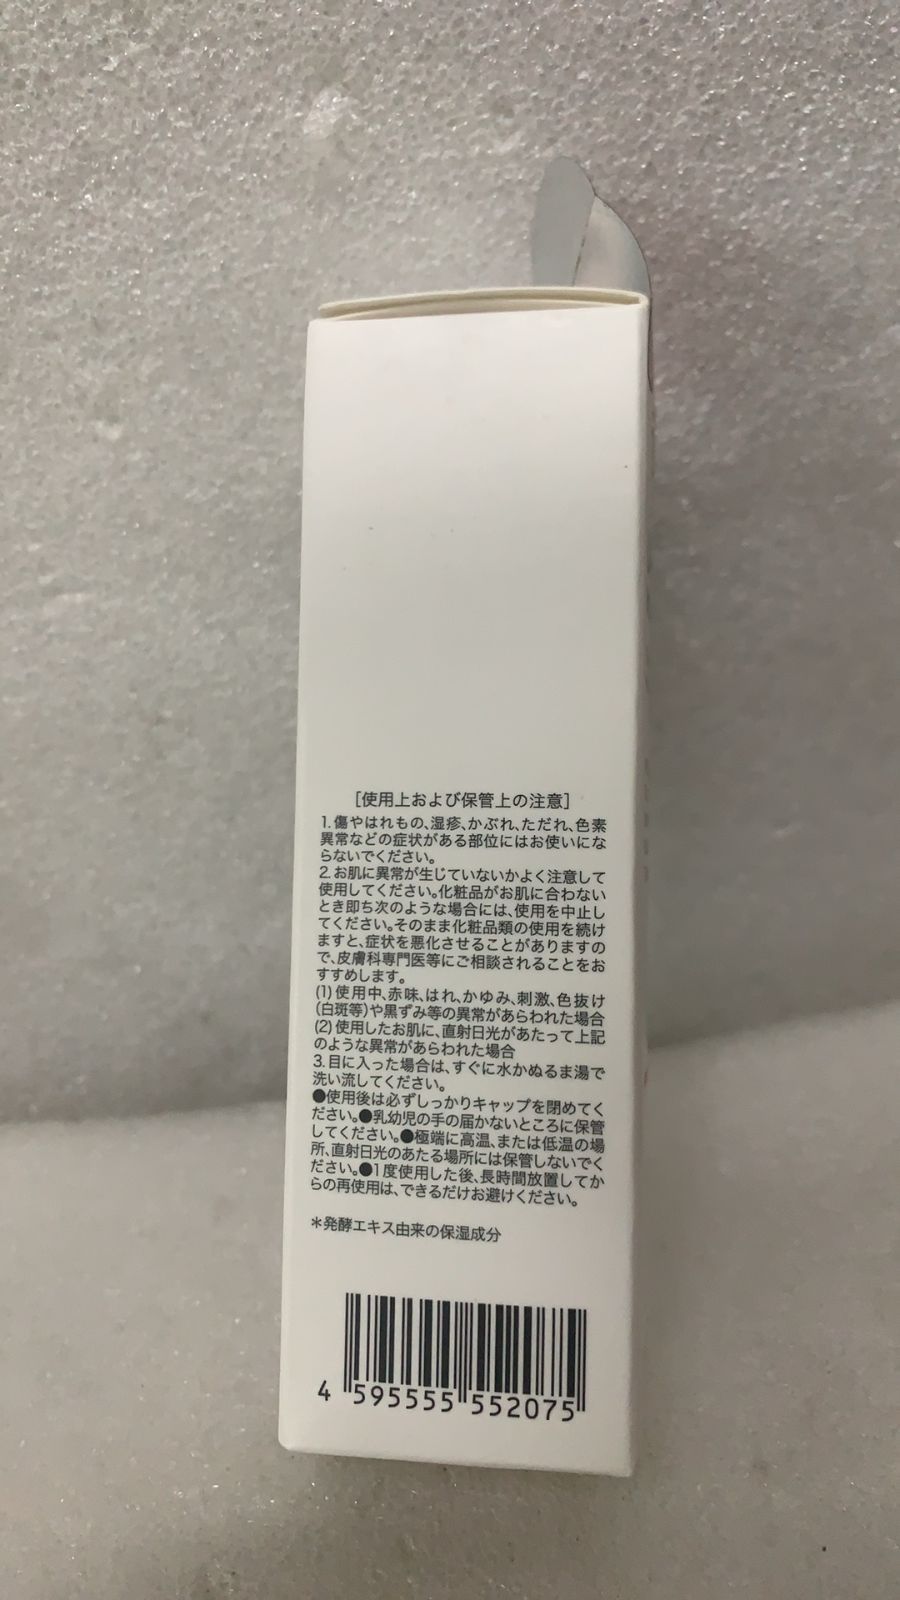 ［使用上および保管上の注意］
1.傷やはれもの、湿疹、かぶれ、ただれ、色素
異常などの症状がある部位にはお使いにな
らないでください。
2.お肌に異常が生じていないかよく注意して
使用してください。化粧品がお肌に合わない
とき即ち次のような場合には、使用を中止し
てください。そのまま化粧品類の使用を続け
ますと、症状を悪化させることがありますの
で、皮膚科専門医等にご相談されることをお
すすめします。
(1)使用中、赤味、はれ、かゆみ、刺激、色抜け
（白斑等）や黒ずみ等の異常があらわれた場合
(2)使用したお肌に、直射日光があたって上記
のような異常があらわれた場合
3.目に入った場合は、すぐに水かぬるま湯で
洗い流してください。
●使用後は必ずしっかりキャップを閉めてく
ださい。●乳幼児の手の届かないところに保管
してください。●極端に高温、または低温の場
所、直射日光のあたる場所には保管しないでく
ださい。●1度使用した後、長時間放置してか
らの再使用は、できるだけお避けください。
＊発酵エキス由来の保湿成分
4 595555 552075